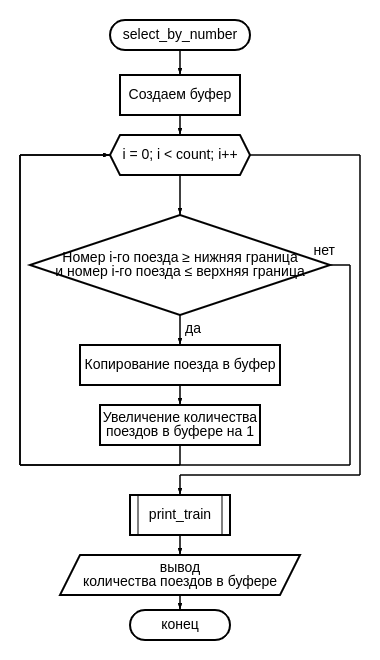 select_by_number
Создаем буфер
i = 0; i < count; i++
Номер i-го поезда ≥ нижняя граница
и номер i-го поезда ≤ верхняя граница
нет
да
Копирование поезда в буфер
Увеличение количества
поездов в буфере на 1
print_train
вывод
количества поездов в буфере
конец